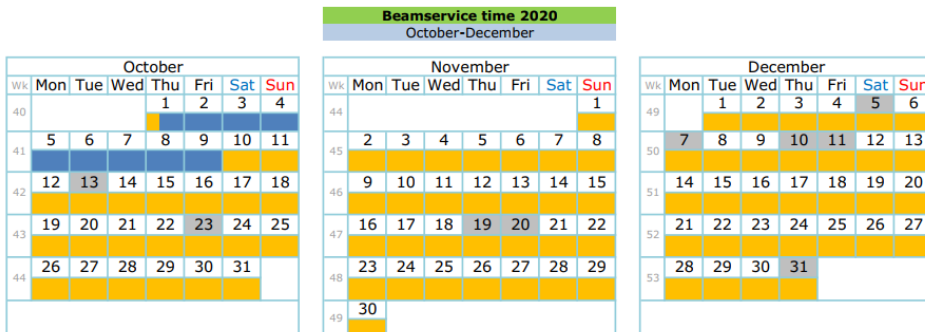 Beamservice time 2020
October-December
October
Wk Mon Tue Wed Thu Fri Sat Sun
40 1 2 3 4
41 5 6 7 8 9 10 11
42 12 13 14 15 16 17 18
43 19 20 21 22 23 24 25
44 26 27 28 29 30 31
November
Wk Mon Tue Wed Thu Fri Sat Sun
44 1
45 2 3 4 5 6 7 8
46 9 10 11 12 13 14 15
47 16 17 18 19 20 21 22
48 23 24 25 26 27 28 29
49 30
December
Wk Mon Tue Wed Thu Fri Sat Sun
49 1 2 3 4 5 6
50 7 8 9 10 11 12 13
51 14 15 16 17 18 19 20
52 21 22 23 24 25 26 27
53 28 29 30 31